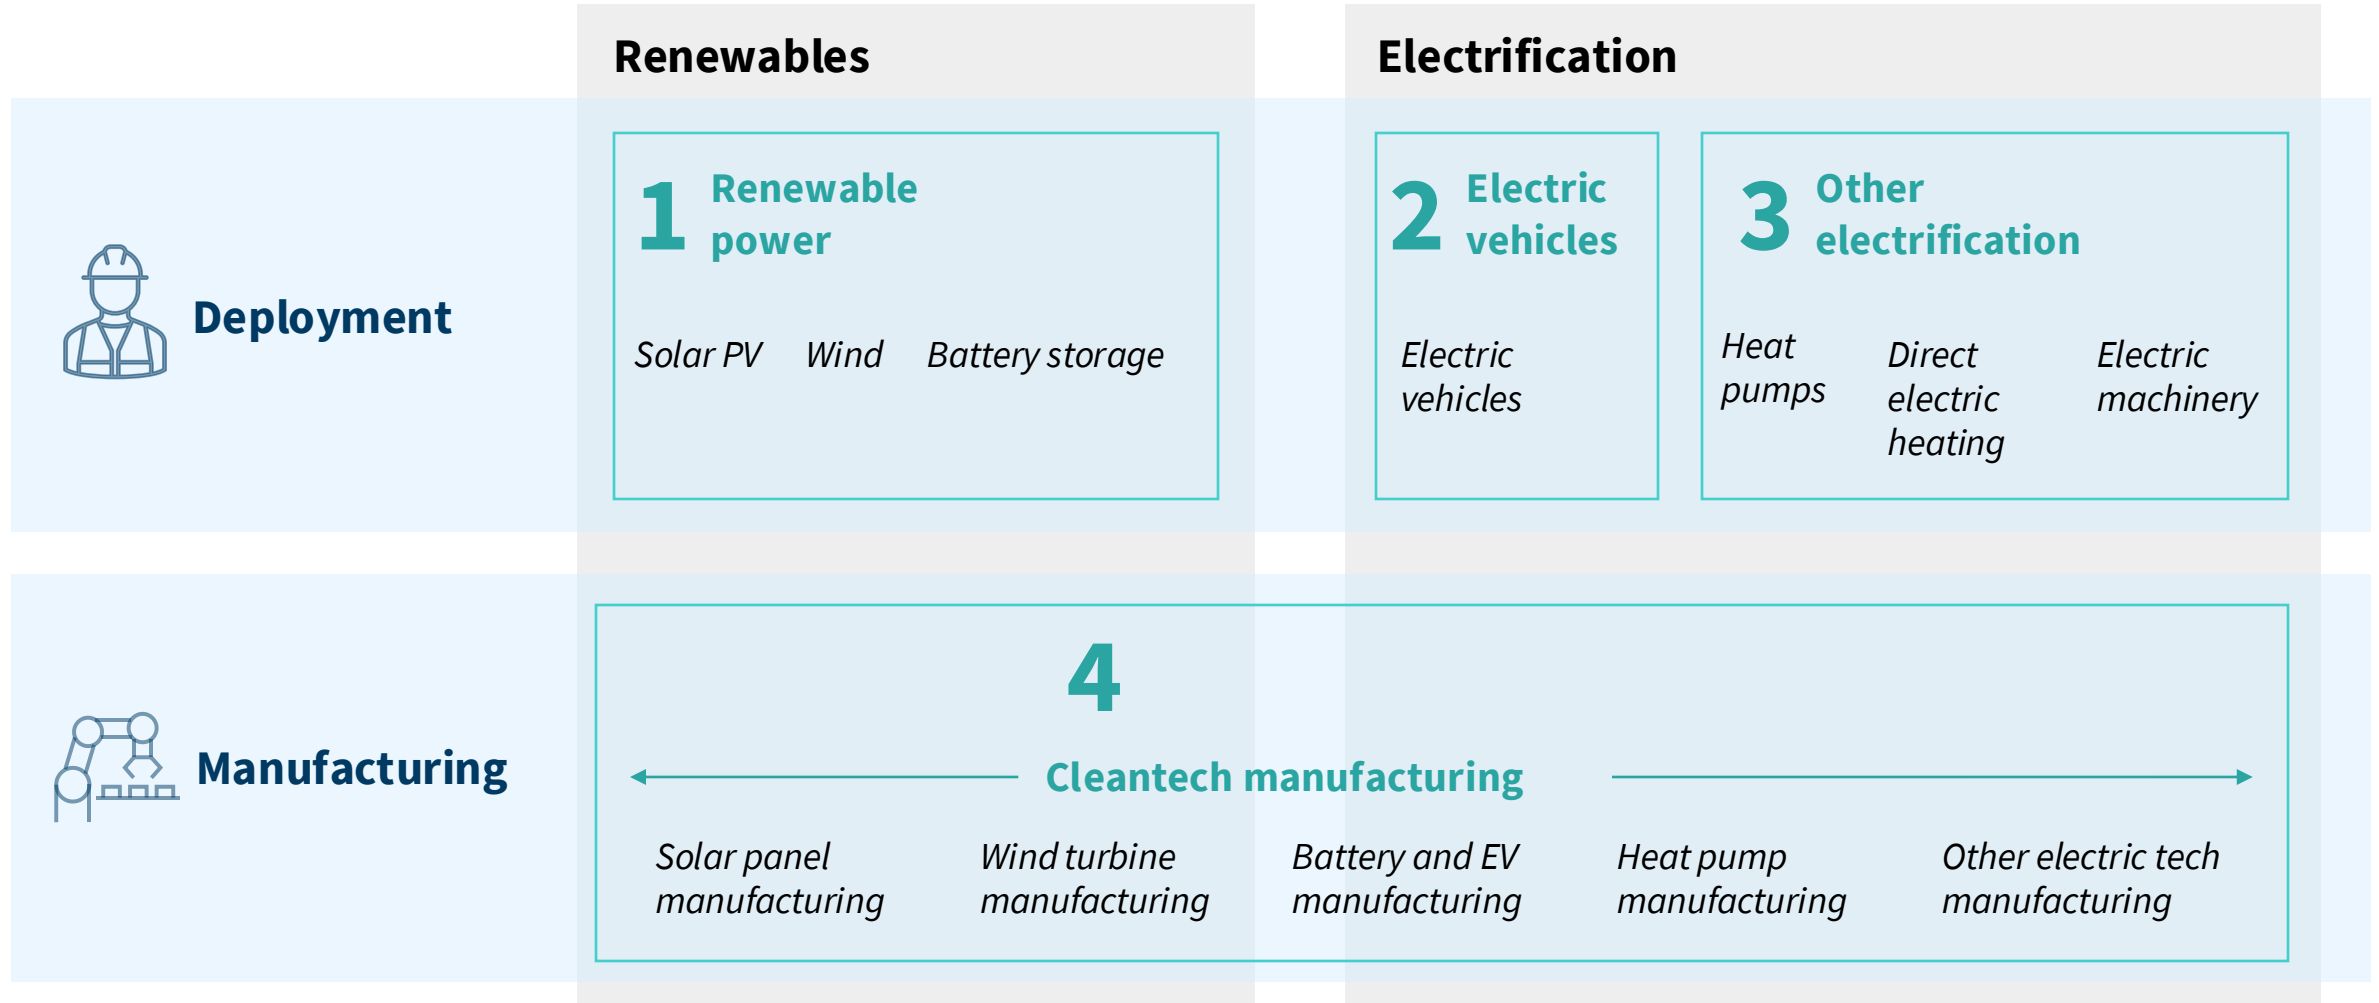 Renewables
Electrification
Deployment
1
Renewable
power
Solar PV
Wind
Battery storage
2
Electric
vehicles
Electric
vehicles
3
Other
electrification
Heat
pumps
Direct
electric
heating
Electric
machinery
Manufacturing
4
Cleantech manufacturing
Solar panel
manufacturing
Wind turbine
manufacturing
Battery and EV
manufacturing
Heat pump
manufacturing
Other electric tech
manufacturing